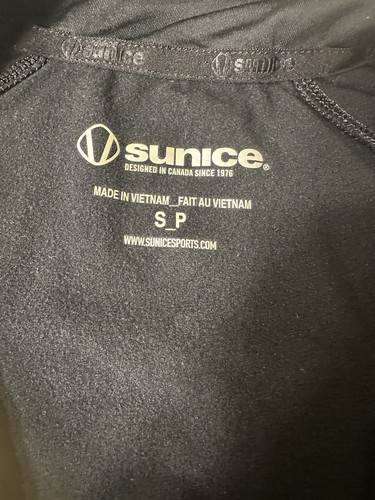 sunice sunice
sunice®
DESIGNED IN CANADA SINCE 1976
MADE IN VIETNAM_FAIT AU VIETNAM
S_P
WWW.SUNICESPORTS.COM